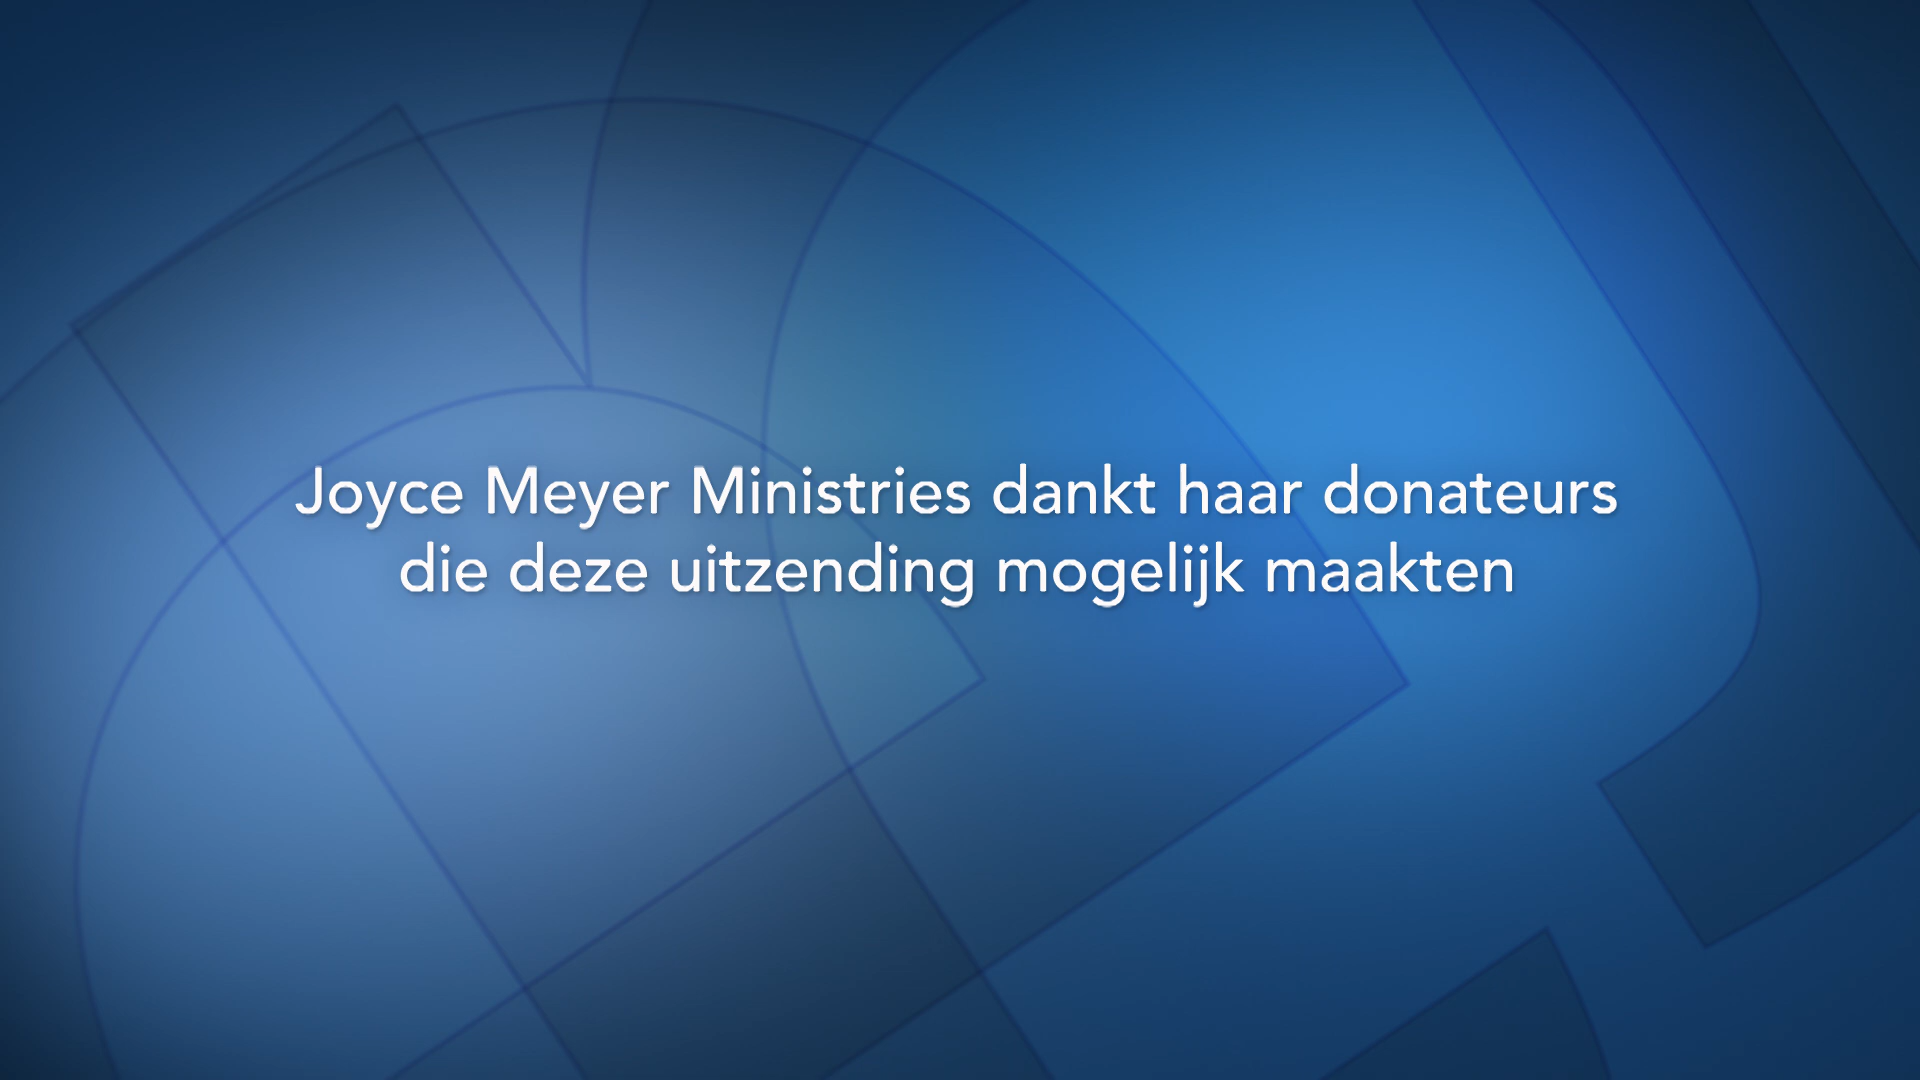 Joyce Meyer Ministries dankt haar donateurs
die deze uitzending mogelijk maakten